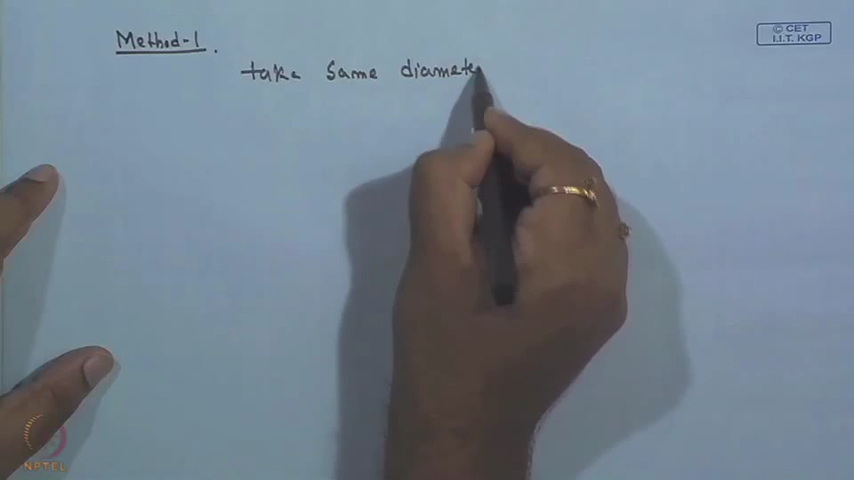 Method-1.
© CET
I.I.T. KGP
take same diamete
NPTEL